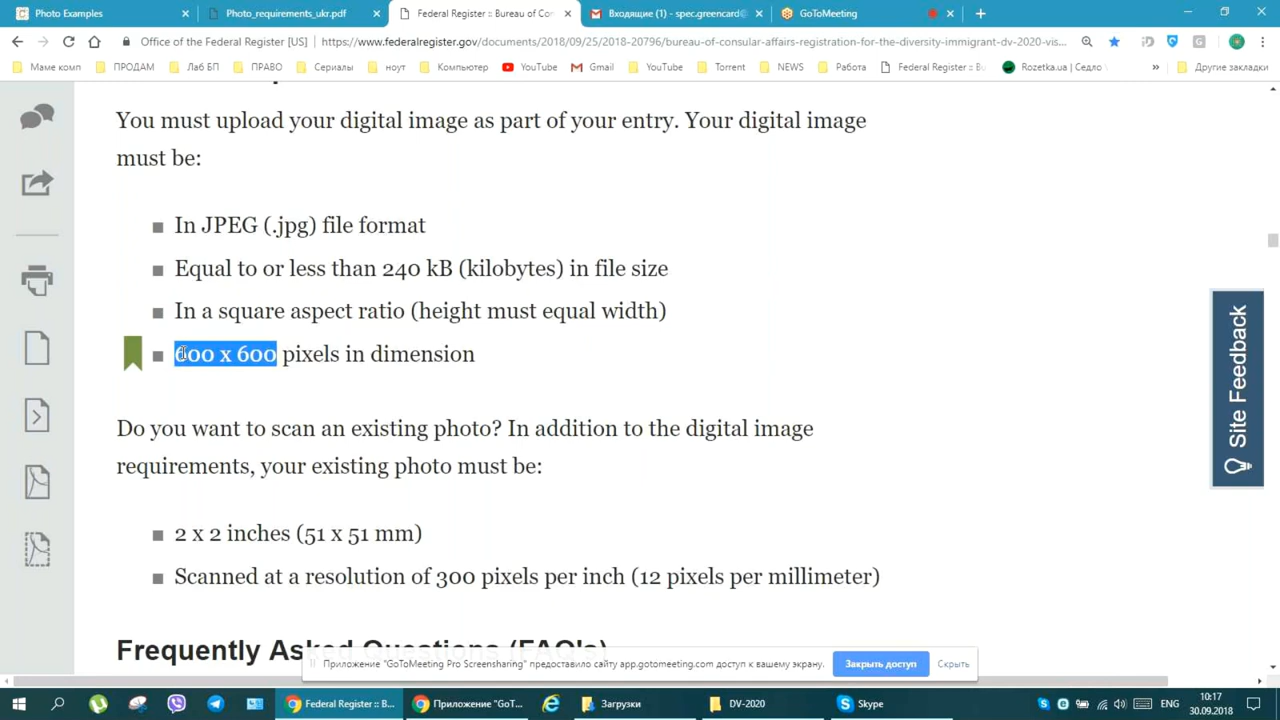 Photo Examples
Photo_requirements_ukr.pdf
Federal Register :: Bureau of Con
Входящие (1) - spec.greencard@
GoToMeeting
Office of the Federal Register [US]
https://www.federalregister.gov/documents/2018/09/25/2018-20796/bureau-of-consular-affairs-registration-for-the-diversity-immigrant-dv-2020-vis...
Маме комп
ПРОДАМ
Лаб БП
ПРАВО
Сериалы
ноут
Компьютер
YouTube
Gmail
YouTube
Torrent
NEWS
Работа
Federal Register :: Bu
Rozetka.ua | Седло
»
Другие закладки
You must upload your digital image as part of your entry. Your digital image
must be:
In JPEG (.jpg) file format
Equal to or less than 240 kB (kilobytes) in file size
In a square aspect ratio (height must equal width)
600 x 600 pixels in dimension
Do you want to scan an existing photo? In addition to the digital image
requirements, your existing photo must be:
2 x 2 inches (51 x 51 mm)
Scanned at a resolution of 300 pixels per inch (12 pixels per millimeter)
Frequently Asked Questions (FAQ's)
Site Feedback
Приложение "GoToMeeting Pro Screensharing" предоставило сайту app.gotomeeting.com доступ к вашему экрану.
Закрыть доступ
Скрыть
Federal Register :: B...
Приложение "GoT...
Загрузки
DV-2020
Skype
ENG
10:17
30.09.2018